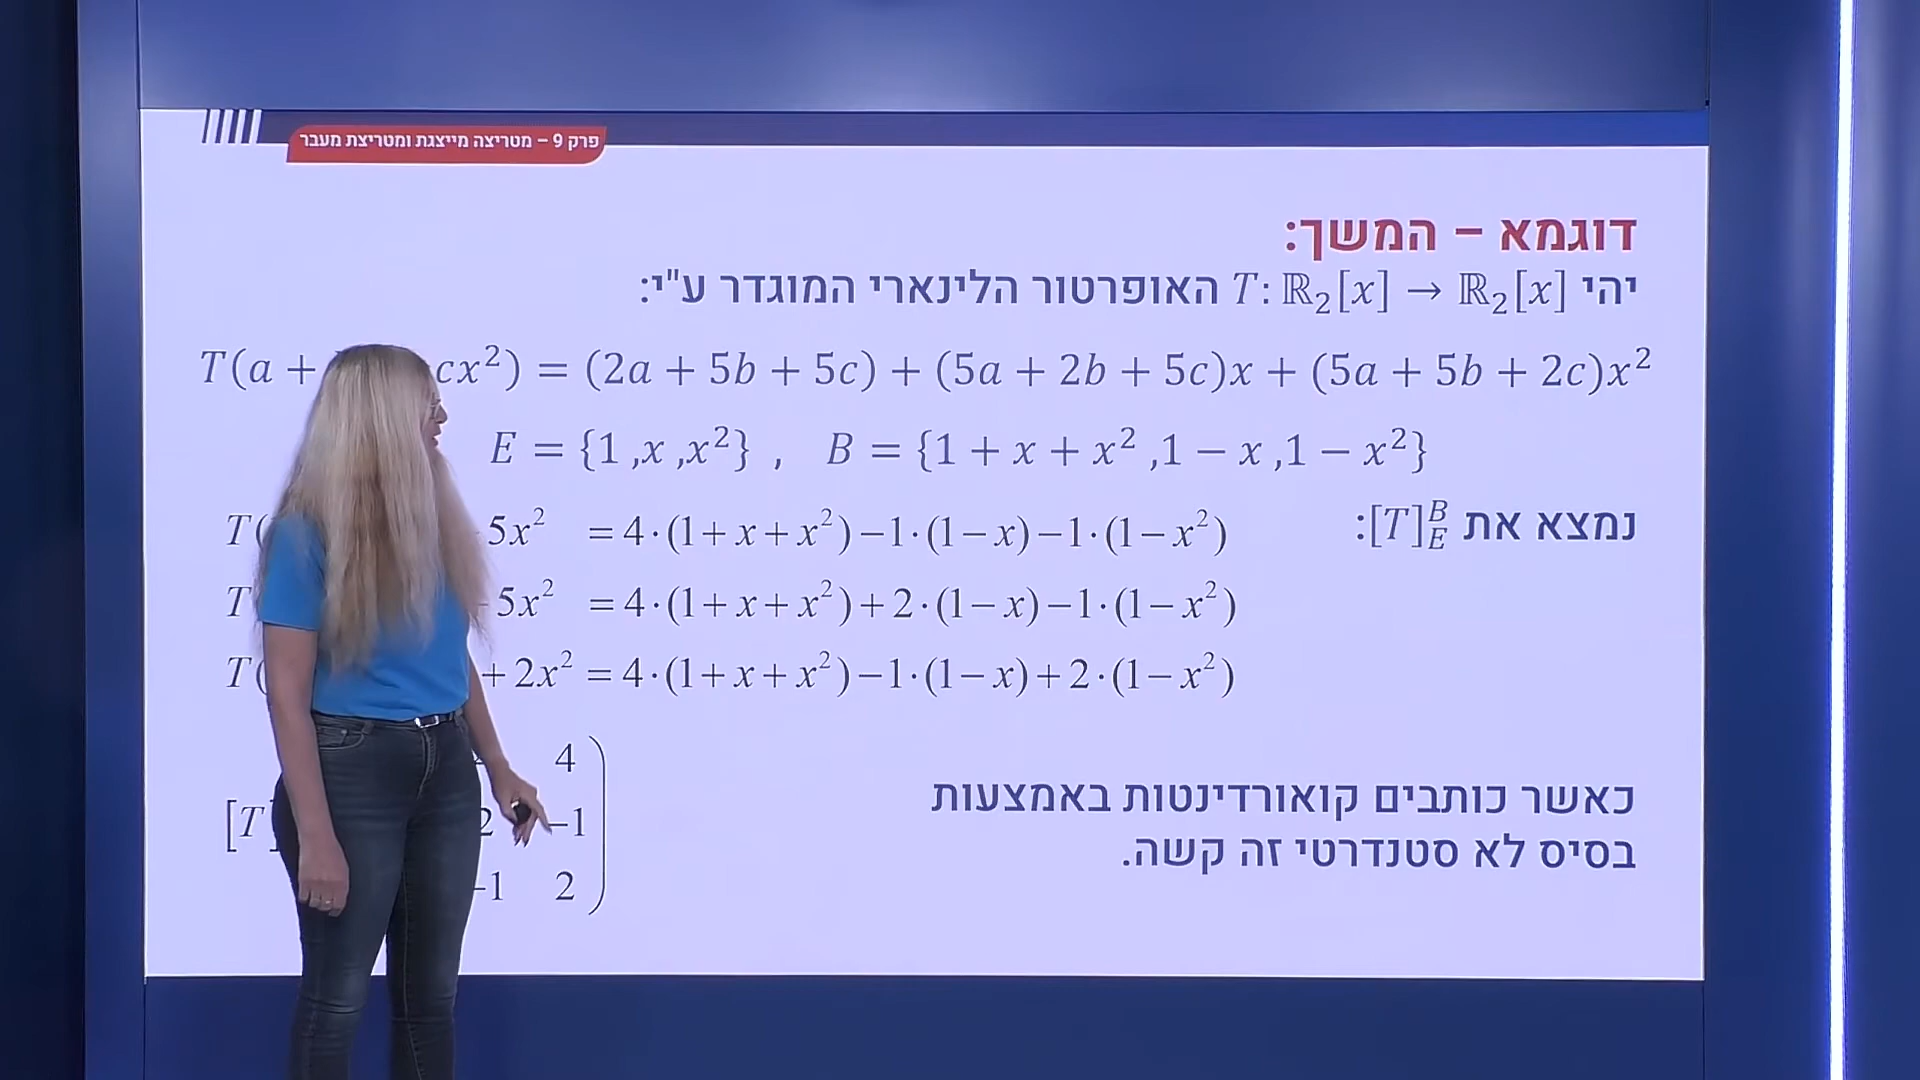 פרק 9 – מטריצה מייצגת ומטריצת מעבר
דוגמא – המשך:
יהי T: ℝ₂[x] → ℝ₂[x] האופרטור הלינארי המוגדר ע"י:
T(a + cx²) = (2a + 5b + 5c) + (5a + 2b + 5c)x + (5a + 5b + 2c)x²
E = {1 ,x ,x²} , B = {1 + x + x² ,1 − x ,1 − x²}
נמצא את [T]ᴮ_E:
T( 5x² = 4·(1+x+x²)−1·(1−x)−1·(1−x²)
T 5x² = 4·(1+x+x²)+2·(1−x)−1·(1−x²)
T( +2x² = 4·(1+x+x²)−1·(1−x)+2·(1−x²)
4
[T 2 −1
−1 2
כאשר כותבים קואורדינטות באמצעות
בסיס לא סטנדרטי זה קשה.